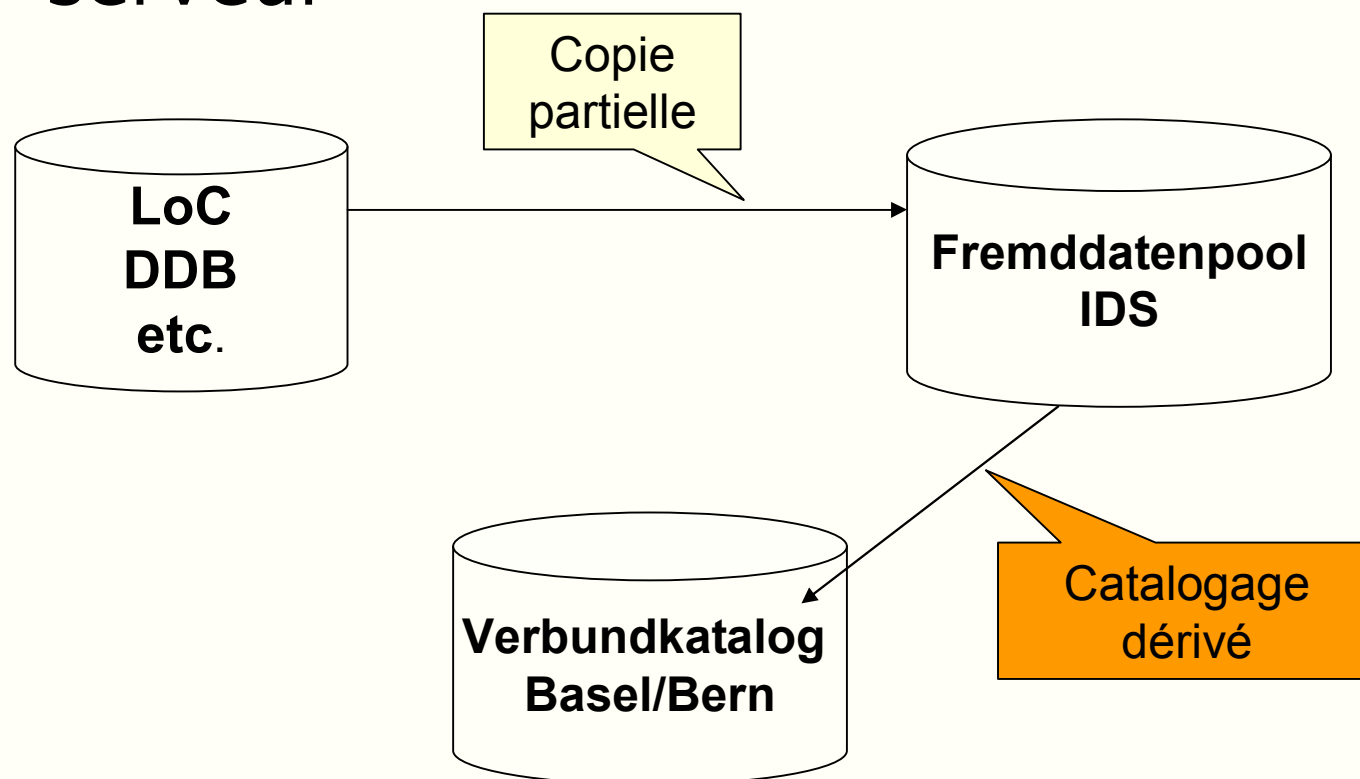 serveur
Copie
partielle
LoC
DDB
etc.
Fremddatenpool
IDS
Catalogage
dérivé
Verbundkatalog
Basel/Bern